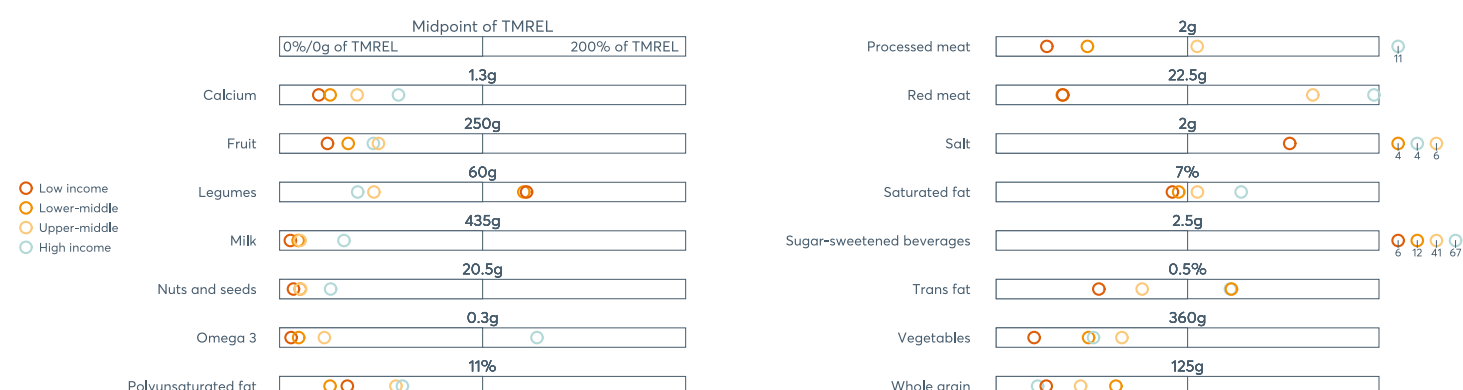 Midpoint of TMREL
0%/0g of TMREL 200% of TMREL
1.3g
Calcium
250g
Fruit
60g
Legumes
435g
Milk
20.5g
Nuts and seeds
0.3g
Omega 3
11%
Polyunsaturated fat
Low income
Lower-middle
Upper-middle
High income
2g
Processed meat
11
22.5g
Red meat
2g
Salt
4 4 6
7%
Saturated fat
2.5g
Sugar-sweetened beverages
6 12 41 67
0.5%
Trans fat
360g
Vegetables
125g
Whole grain